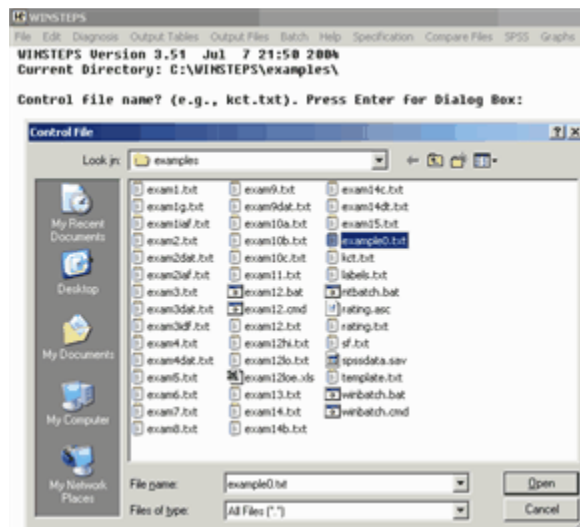 WINSTEPS
File Edit Diagnosis Output Tables Output Files Batch Help Specification Compare Files SPSS Graphs
WINSTEPS Version 3.51 Jul 7 21:50 2004
Current Directory: C:\WINSTEPS\examples\
Control file name? (e.g., kct.txt). Press Enter for Dialog Box:
Control File
Look in: examples
My Recent Documents
Desktop
My Documents
My Computer
My Network Places
exam1.txt
exam1g.txt
exam1iaf.txt
exam2.txt
exam2dat.txt
exam2iaf.txt
exam3.txt
exam3dat.txt
exam3idf.txt
exam4.txt
exam4dat.txt
exam5.txt
exam6.txt
exam7.txt
exam8.txt
exam9.txt
exam9dat.txt
exam10a.txt
exam10b.txt
exam10c.txt
exam11.txt
exam12.bat
exam12.cmd
exam12.txt
exam12hi.txt
exam12lo.txt
exam12loe.xls
exam13.txt
exam14.txt
exam14b.txt
exam14c.txt
exam14dt.txt
exam15.txt
example0.txt
kct.txt
labels.txt
ntbatch.bat
rating.asc
rating.txt
sf.txt
spssdata.sav
template.txt
winbatch.bat
winbatch.cmd
File name: example0.txt Open
Files of type: All Files (*.*) Cancel